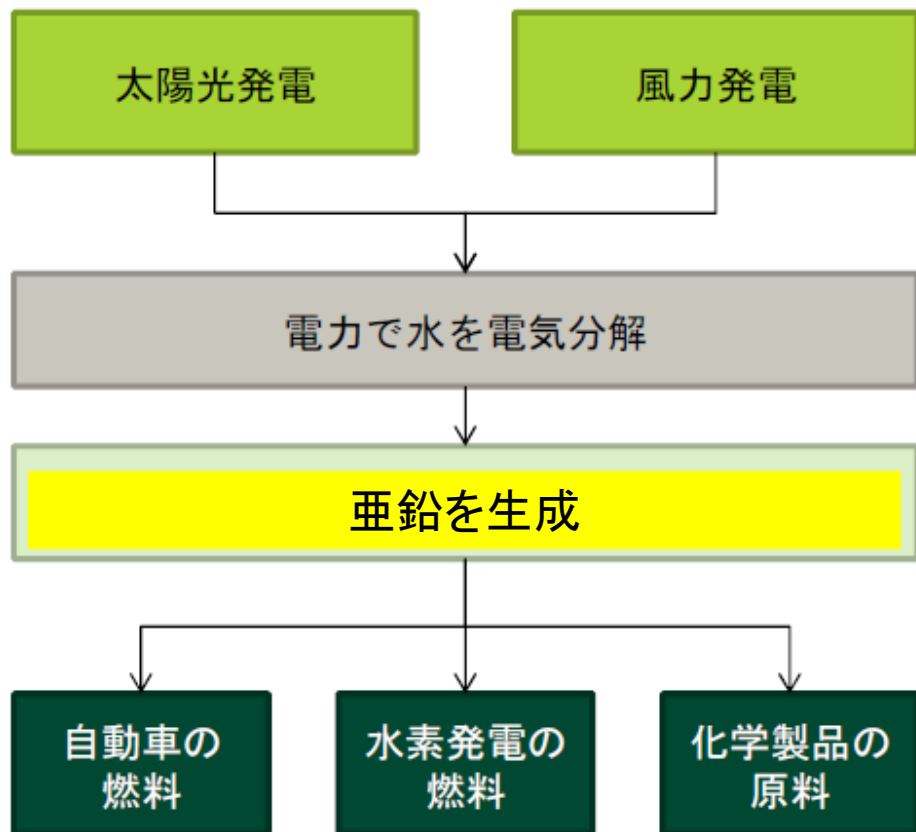 太陽光発電
風力発電
電力で水を電気分解
亜鉛を生成
自動車の
燃料
水素発電の
燃料
化学製品の
原料